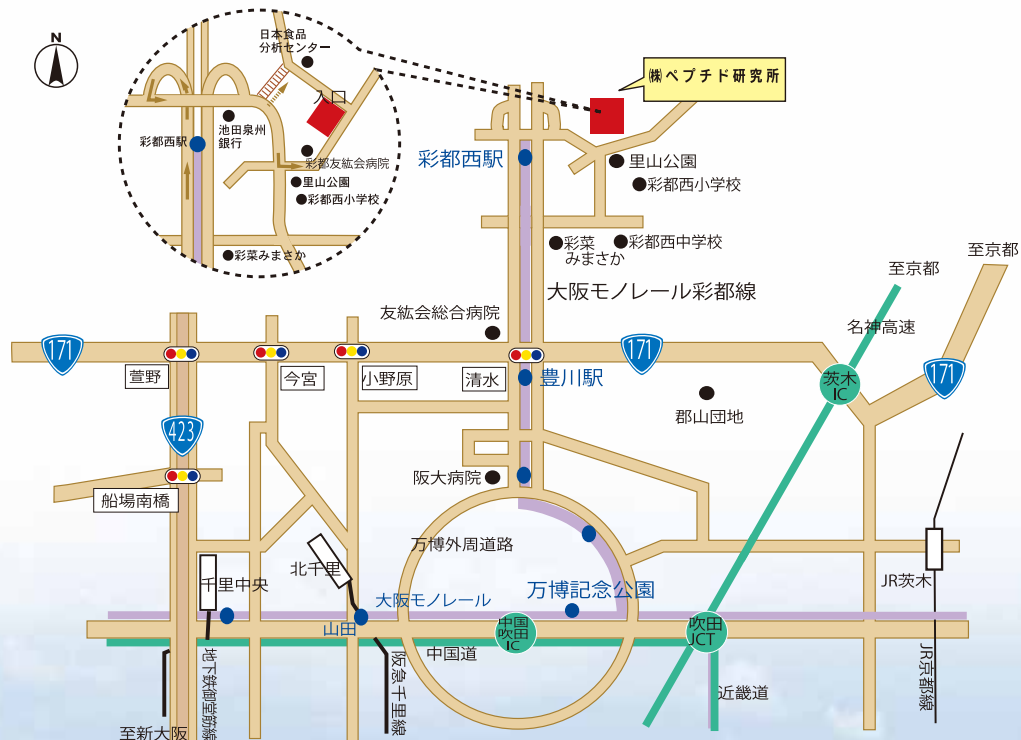 N
日本食品
分析センター
入口
池田泉州
銀行
彩都西駅
彩都友紘会病院
里山公園
彩都西小学校
彩菜みまさか
㈱ペプチド研究所
彩都西駅
里山公園
彩都西小学校
彩菜
みまさか
彩都西中学校
至京都
至京都
大阪モノレール彩都線
友紘会総合病院
名神高速
171
171
171
萱野
今宮
小野原
清水
豊川駅
茨木
IC
郡山団地
423
阪大病院
船場南橋
万博外周道路
北千里
千里中央
JR茨木
大阪モノレール
万博記念公園
山田
中国
吹田
IC
吹田
JCT
中国道
地下鉄御堂筋線
阪急千里線
近畿道
JR京都線
至新大阪